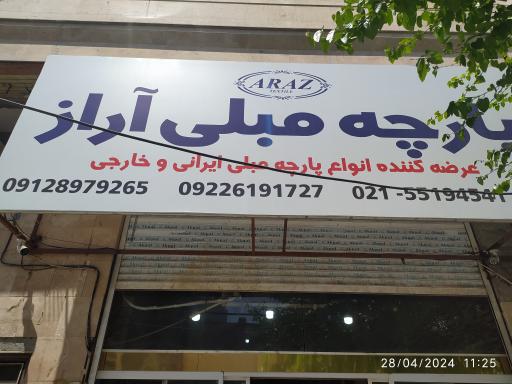 ARAZ
TEXTILE
پارچه مبلی آراز
عرضه کننده انواع پارچه مبلی ایرانی و خارجی
09128979265 09226191727 021 -55194541
28/04/2024 11:25